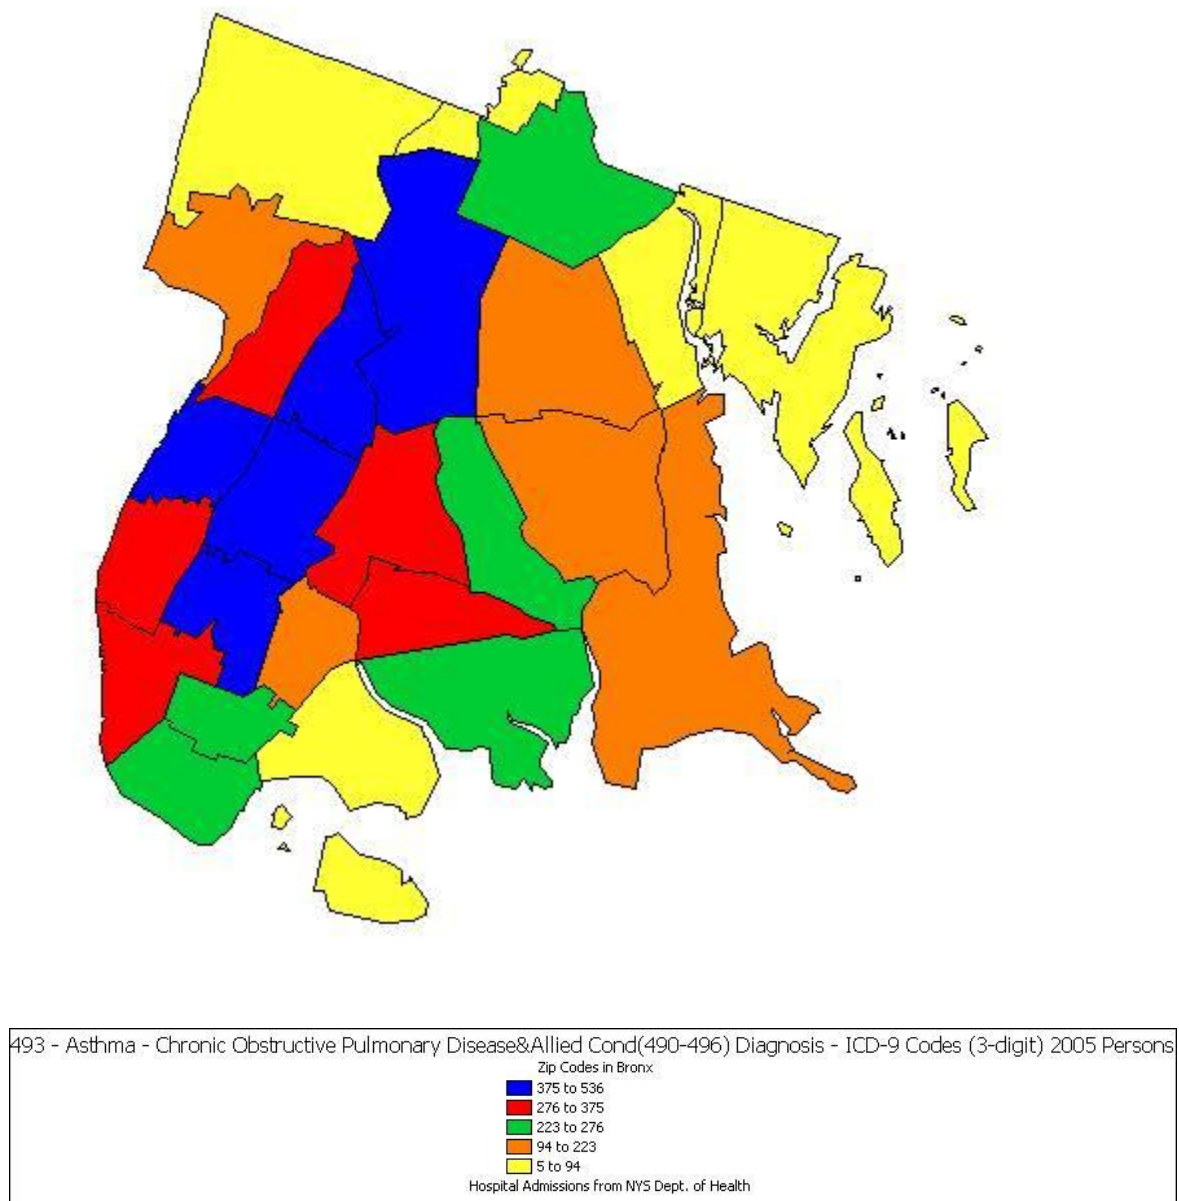 493 - Asthma - Chronic Obstructive Pulmonary Disease&Allied Cond(490-496) Diagnosis - ICD-9 Codes (3-digit) 2005 Persons
Zip Codes in Bronx
375 to 536
276 to 375
223 to 276
94 to 223
5 to 94
Hospital Admissions from NYS Dept. of Health